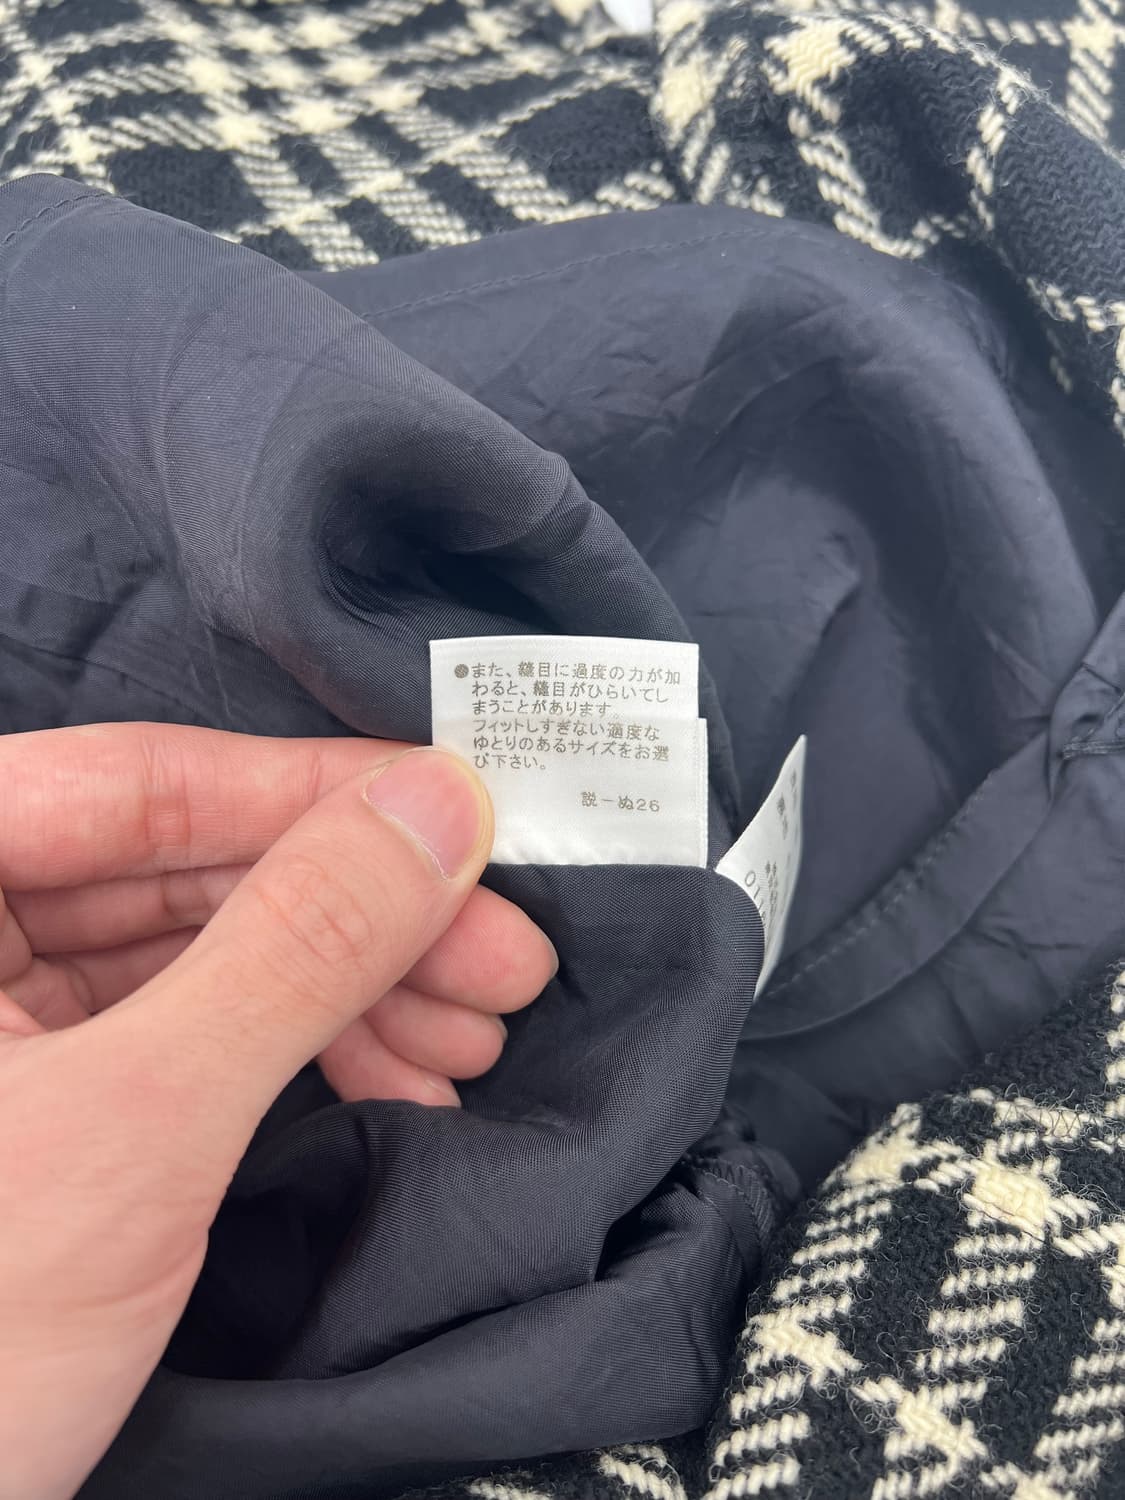 ●また、縫目に過度の力が加
わると、縫目がひらいてし
まうことがあります。
フィットしすぎない適度な
ゆとりのあるサイズをお選
び下さい。
説－ぬ26